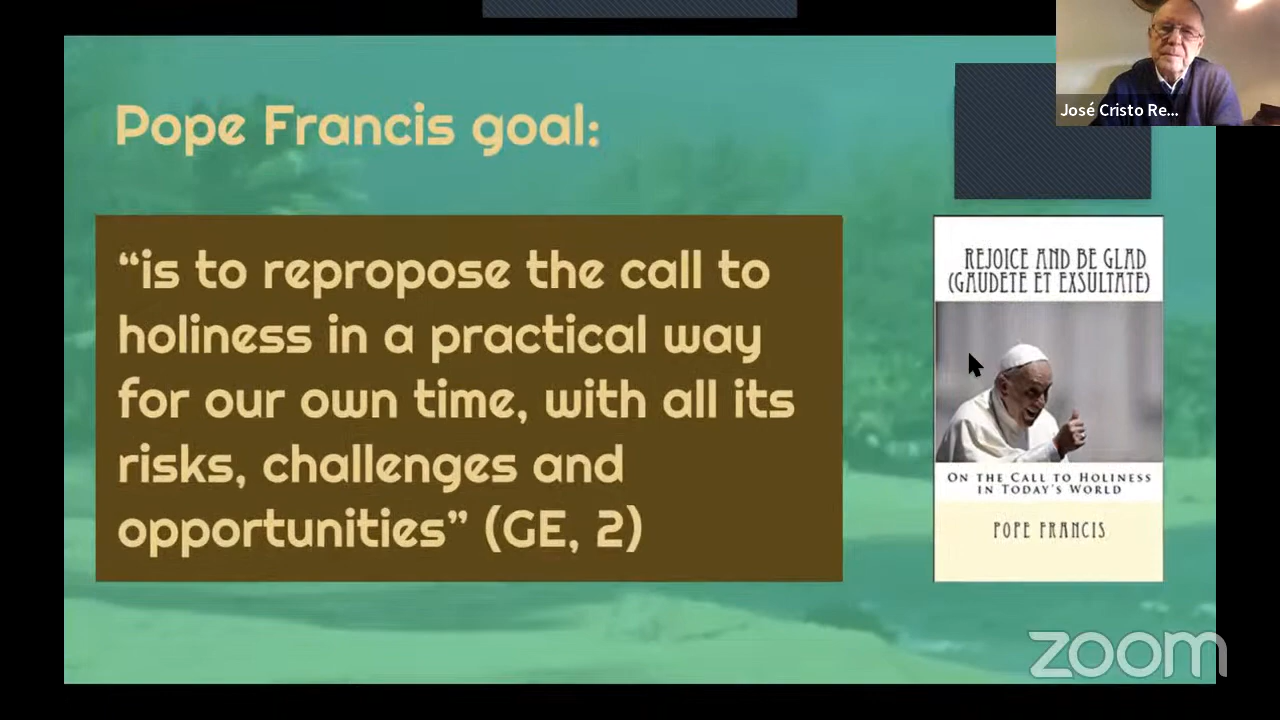 Pope Francis goal:
“is to repropose the call to
holiness in a practical way
for our own time, with all its
risks, challenges and
opportunities” (GE, 2)
José Cristo Re...
REJOICE AND BE GLAD
(GAUDETE ET EXSULTATE)
ON THE CALL TO HOLINESS
IN TODAY'S WORLD
POPE FRANCIS
zoom